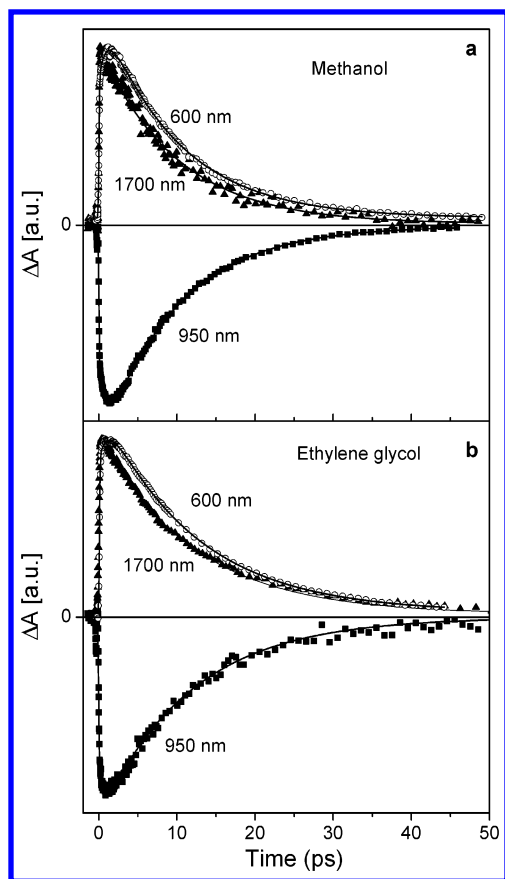 a
Methanol
600 nm
1700 nm
0
950 nm
ΔA [a.u.]
b
Ethylene glycol
600 nm
1700 nm
0
950 nm
ΔA [a.u.]
0 10 20 30 40 50
Time (ps)